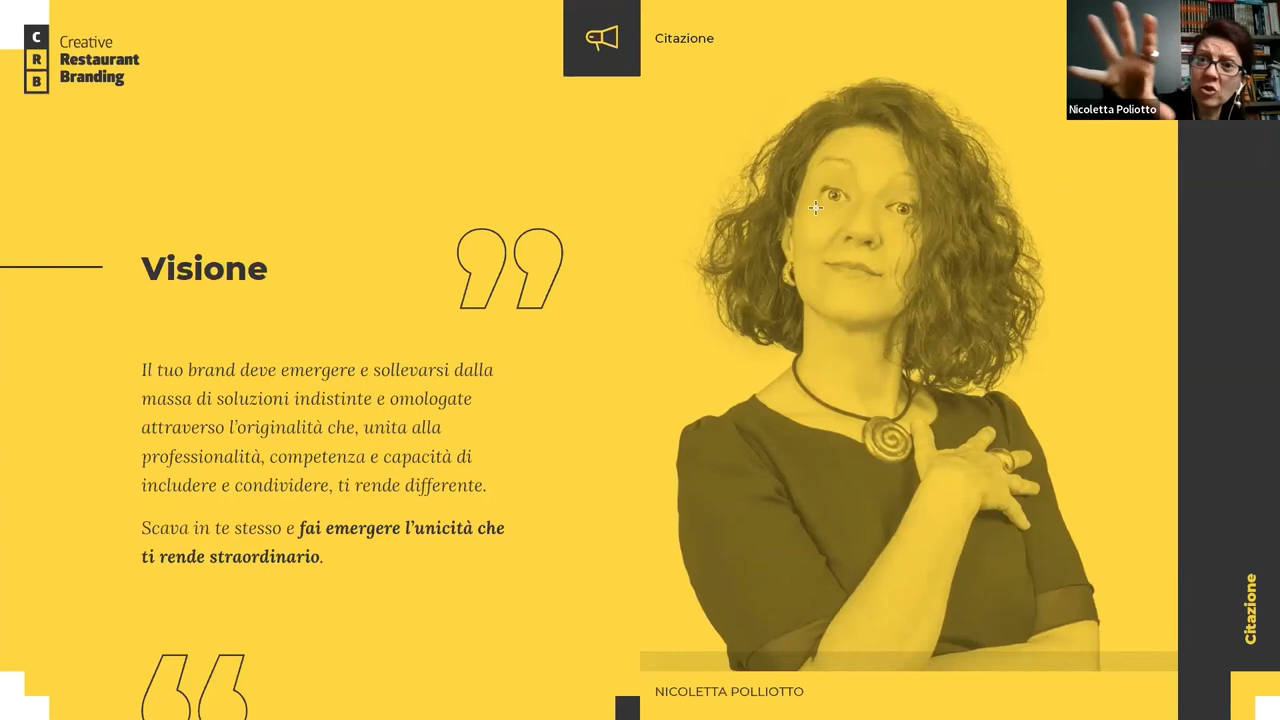 C
R
B
Creative
Restaurant
Branding
Citazione
Nicoletta Poliotto
Visione
Il tuo brand deve emergere e sollevarsi dalla
massa di soluzioni indistinte e omologate
attraverso l'originalità che, unita alla
professionalità, competenza e capacità di
includere e condividere, ti rende differente.
Scava in te stesso e fai emergere l'unicità che
ti rende straordinario.
Citazione
NICOLETTA POLLIOTTO